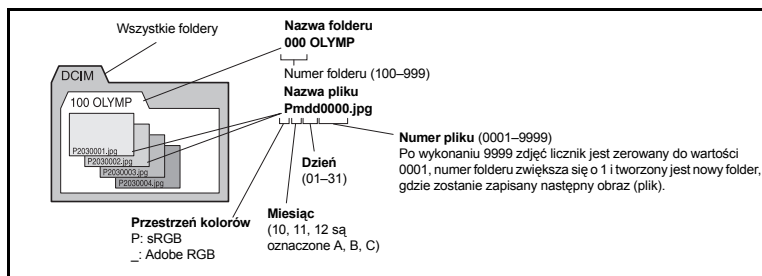 Wszystkie foldery
Nazwa folderu
000 OLYMP
Numer folderu (100–999)
DCIM
100 OLYMP
P2030001.jpg
P2030002.jpg
P2030003.jpg
P2030004.jpg
Nazwa pliku
Pmdd0000.jpg
Numer pliku (0001–9999)
Po wykonaniu 9999 zdjęć licznik jest zerowany do wartości
0001, numer folderu zwiększa się o 1 i tworzony jest nowy folder,
gdzie zostanie zapisany następny obraz (plik).
Dzień
(01–31)
Miesiąc
(10, 11, 12 są
oznaczone A, B, C)
Przestrzeń kolorów
P: sRGB
_: Adobe RGB